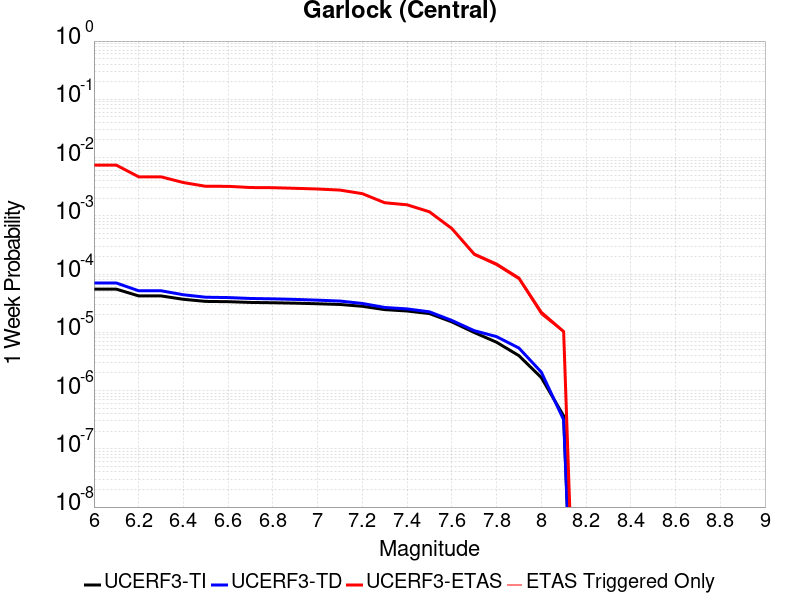 Garlock (Central)
10^0
10^-1
10^-2
10^-3
10^-4
10^-5
10^-6
10^-7
10^-8
1 Week Probability
6 6.2 6.4 6.6 6.8 7 7.2 7.4 7.6 7.8 8 8.2 8.4 8.6 8.8 9
Magnitude
UCERF3-TI UCERF3-TD UCERF3-ETAS ETAS Triggered Only